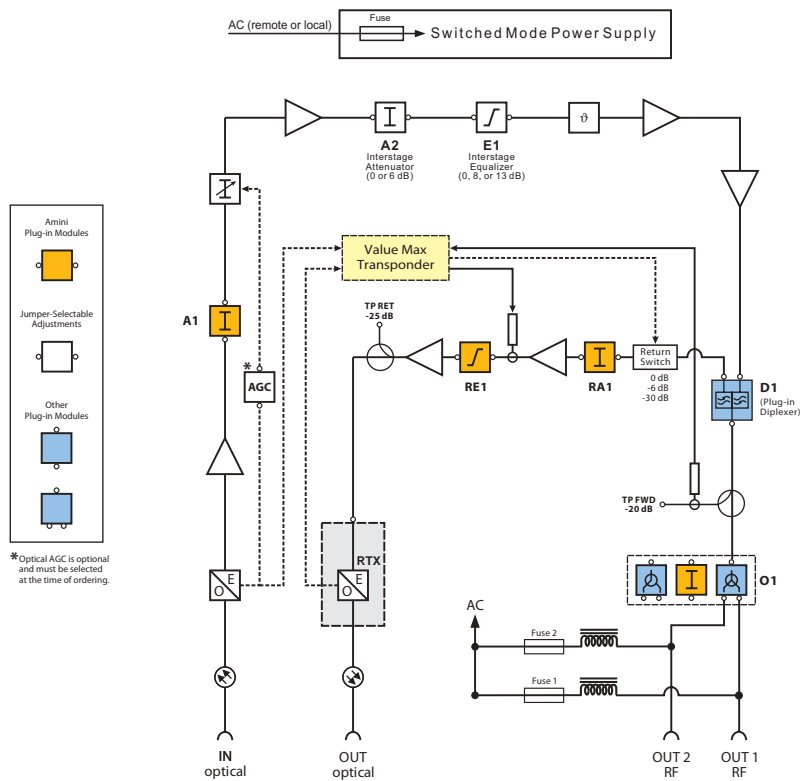 AC (remote or local)
Fuse
Switched Mode Power Supply
A2
Interstage
Attenuator
(0 or 6 dB)
E1
Interstage
Equalizer
(0, 8, or 13 dB)
ϑ
Amini
Plug-in Modules
Jumper-Selectable
Adjustments
Other
Plug-in Modules
*Optical AGC is optional
and must be selected
at the time of ordering.
A1
* AGC
Value Max
Transponder
TP RET
-25 dB
RE1
RA1
Return
Switch
0 dB
-6 dB
-30 dB
D1
(Plug-in
Diplexer)
TP FWD
-20 dB
RTX
E
O
E
O
O1
AC
Fuse 2
Fuse 1
IN
optical
OUT
optical
OUT 2
RF
OUT 1
RF